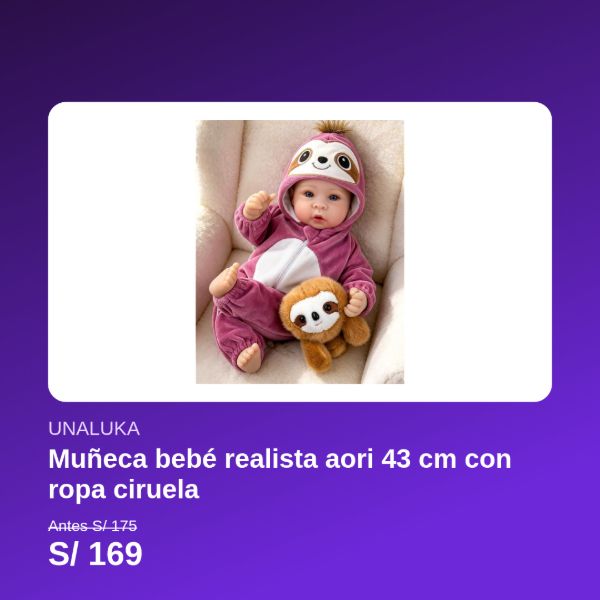 UNALUKA
Muñeca bebé realista aori 43 cm con
ropa ciruela
Antes S/ 175
S/ 169